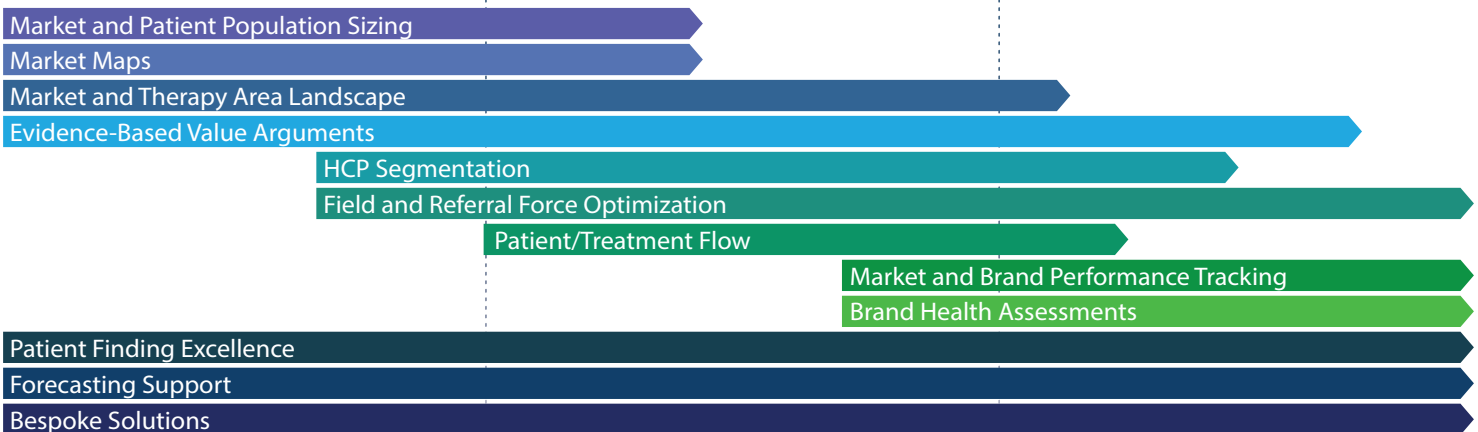 Market and Patient Population Sizing
Market Maps
Market and Therapy Area Landscape
Evidence-Based Value Arguments
HCP Segmentation
Field and Referral Force Optimization
Patient/Treatment Flow
Market and Brand Performance Tracking
Brand Health Assessments
Patient Finding Excellence
Forecasting Support
Bespoke Solutions